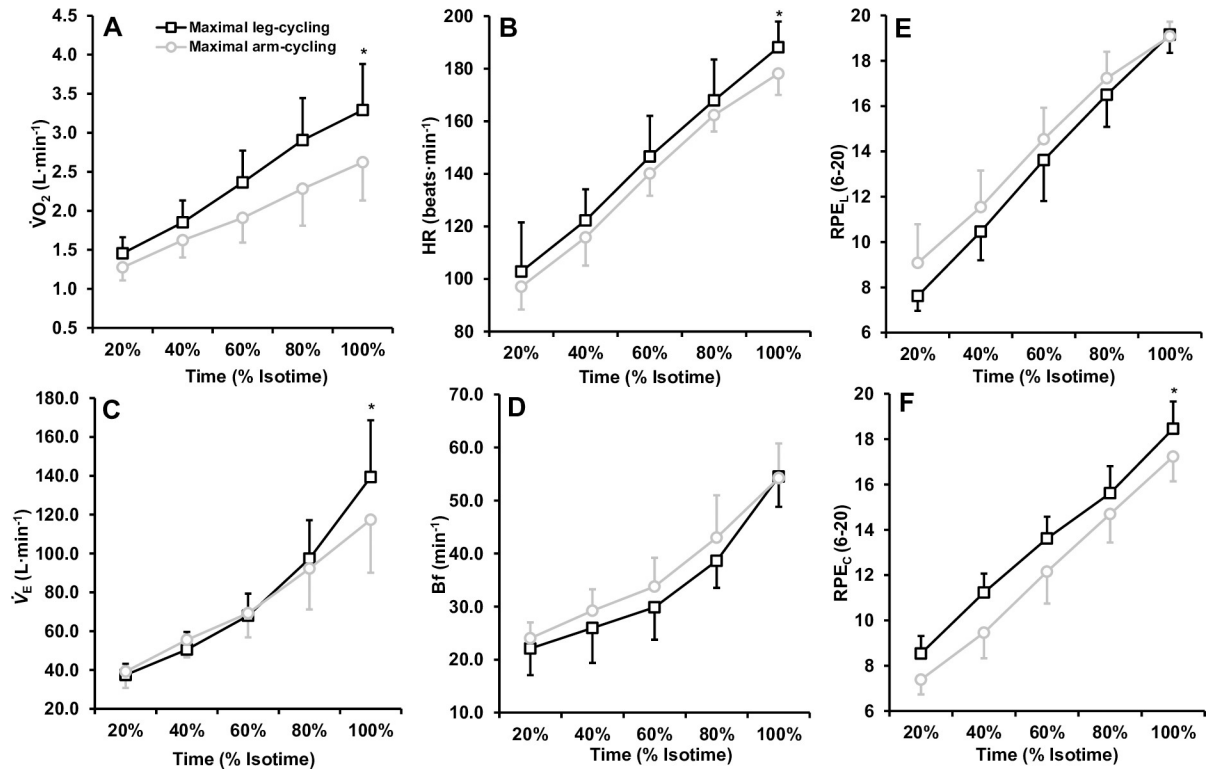 A
Maximal leg-cycling
Maximal arm-cycling
*
4.5
4.0
3.5
3.0
2.5
2.0
1.5
1.0
0.5
V̇O₂ (L·min⁻¹)
20% 40% 60% 80% 100%
Time (% Isotime)
B
*
200
180
160
140
120
100
80
HR (beats·min⁻¹)
20% 40% 60% 80% 100%
Time (% Isotime)
E
20
18
16
14
12
10
8
6
RPE_L (6-20)
20% 40% 60% 80% 100%
Time (% Isotime)
C
*
180.0
160.0
140.0
120.0
100.0
80.0
60.0
40.0
20.0
V̇_E (L·min⁻¹)
20% 40% 60% 80% 100%
Time (% Isotime)
D
70.0
60.0
50.0
40.0
30.0
20.0
10.0
Bf (min⁻¹)
20% 40% 60% 80% 100%
Time (% Isotime)
F
*
20
18
16
14
12
10
8
6
RPE_C (6-20)
20% 40% 60% 80% 100%
Time (% Isotime)